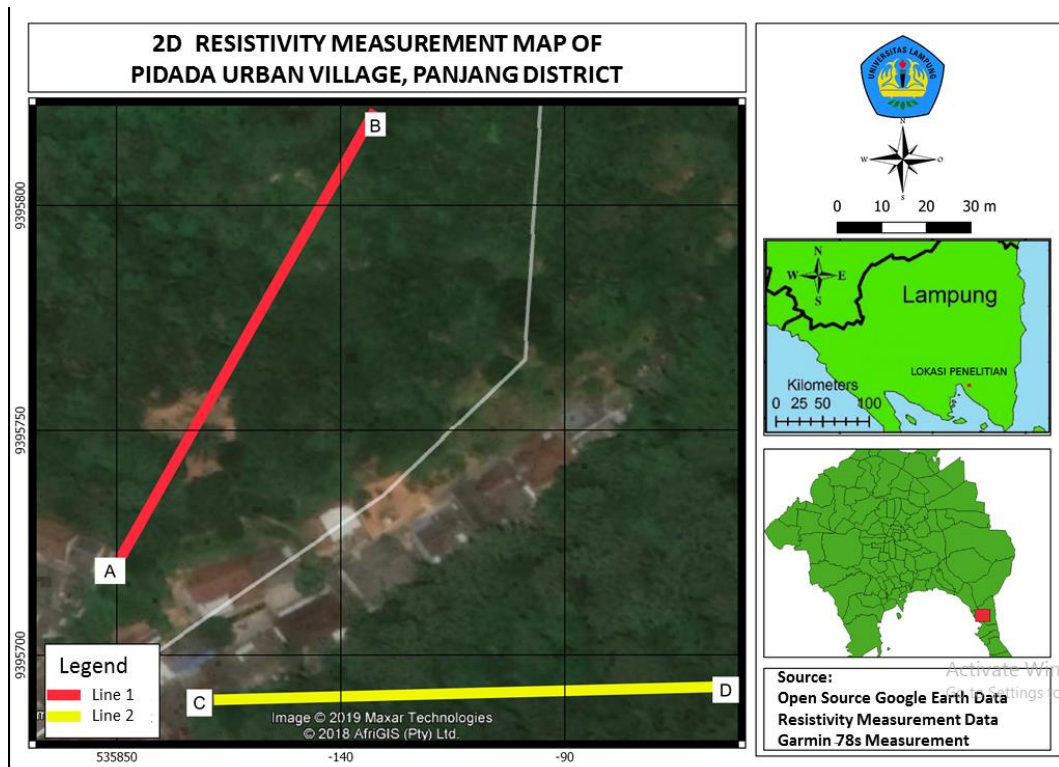 2D RESISTIVITY MEASUREMENT MAP OF
PIDADA URBAN VILLAGE, PANJANG DISTRICT
B
A
C
D
9395800
9395750
9395700
535850
-140
-90
Legend
Line 1
Line 2
Image © 2019 Maxar Technologies
© 2018 AfriGIS (Pty) Ltd.
UNIVERSITAS LAMPUNG
N
W
O
S
0 10 20 30 m
N
W E
S
Lampung
LOKASI PENELITIAN
Kilometers
0 25 50 100
Source:
Open Source Google Earth Data
Resistivity Measurement Data
Garmin 78s Measurement
Activate Win
Go to Settings to